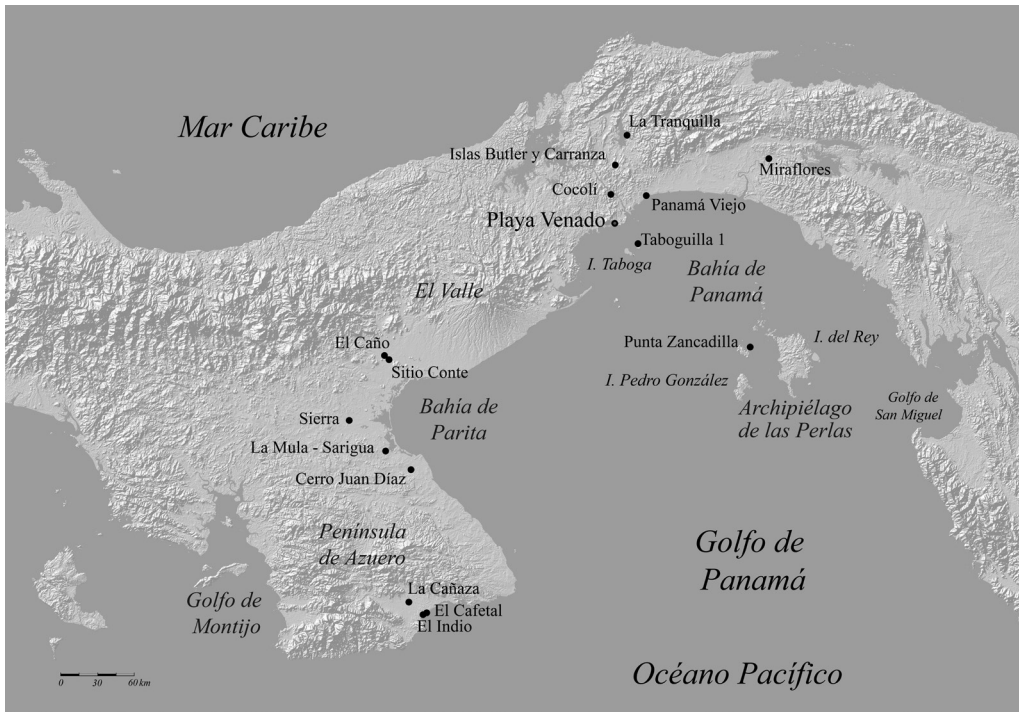 Mar Caribe
La Tranquilla
Islas Butler y Carranza
Miraflores
Cocolí
Panamá Viejo
Playa Venado
Taboguilla 1
I. Taboga
Bahía de
Panamá
El Valle
El Caño
Sitio Conte
Punta Zancadilla
I. del Rey
I. Pedro González
Archipiélago
de las Perlas
Golfo de
San Miguel
Bahía de
Parita
Sierra
La Mula - Sarigua
Cerro Juan Díaz
Península
de Azuero
Golfo de
Panamá
La Cañaza
El Cafetal
El Indio
Golfo de
Montijo
Océano Pacífico
0 30 60 km